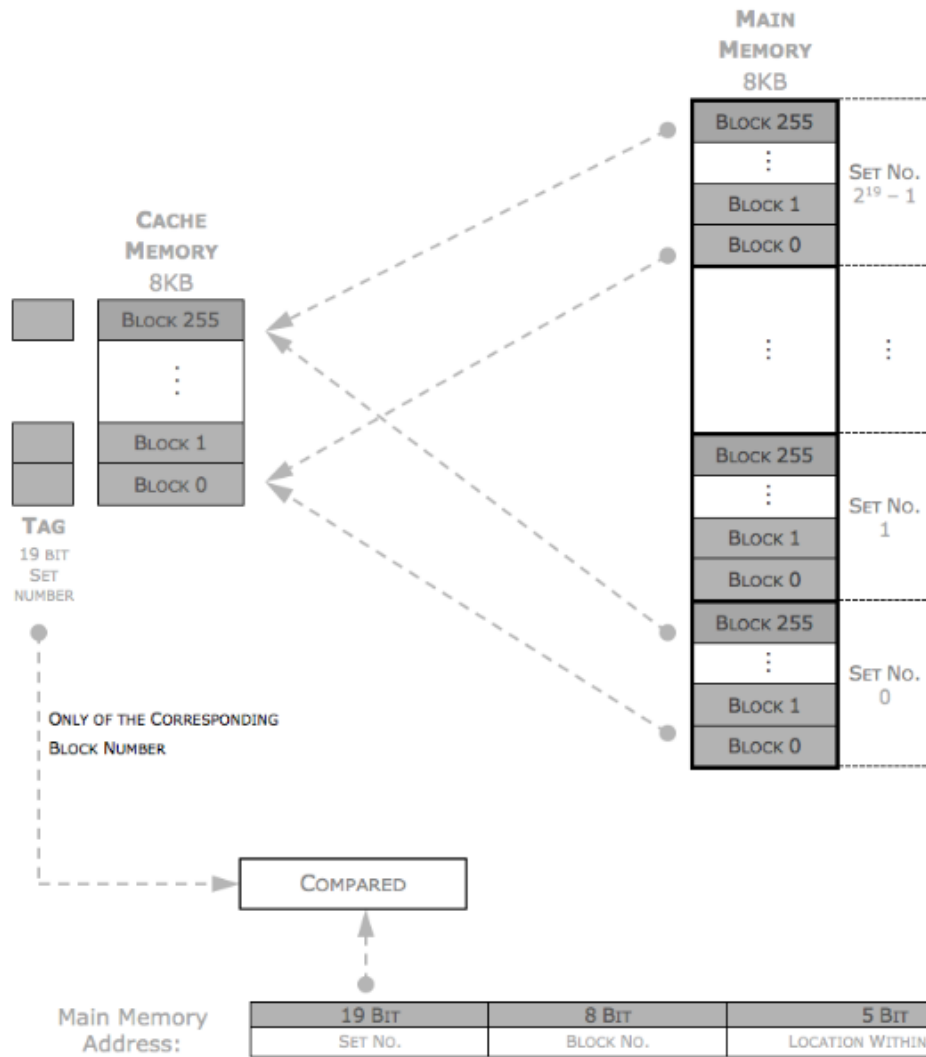 MAIN
MEMORY
8KB
BLOCK 255
⋮
BLOCK 1
BLOCK 0
SET NO.
2¹⁹ – 1
CACHE
MEMORY
8KB
BLOCK 255
⋮
BLOCK 1
BLOCK 0
TAG
19 BIT
SET
NUMBER
⋮
⋮
BLOCK 255
⋮
BLOCK 1
BLOCK 0
SET NO.
1
BLOCK 255
⋮
BLOCK 1
BLOCK 0
SET NO.
0
ONLY OF THE CORRESPONDING
BLOCK NUMBER
COMPARED
Main Memory
Address:
19 BIT
8 BIT
5 BIT
SET NO.
BLOCK NO.
LOCATION WITHIN